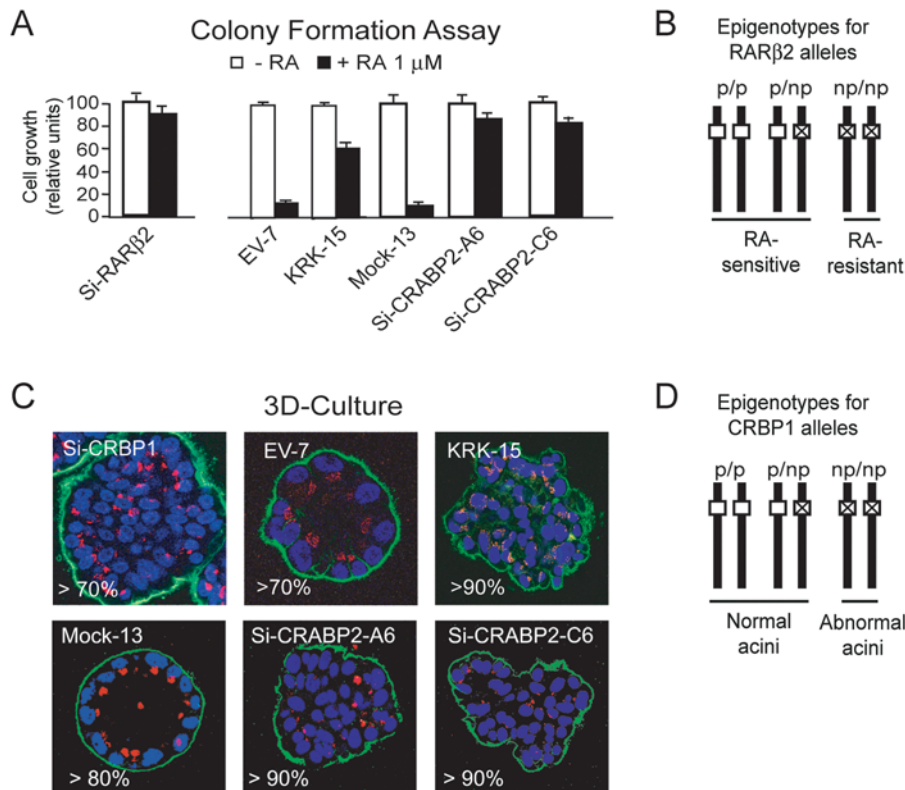 A
Colony Formation Assay
- RA + RA 1 μM
Cell growth
(relative units)
100
80
60
40
20
0
Si-RARβ2
EV-7
KRK-15
Mock-13
Si-CRABP2-A6
Si-CRABP2-C6
B
Epigenotypes for
RARβ2 alleles
p/p p/np np/np
RA-
sensitive
RA-
resistant
C
3D-Culture
Si-CRBP1
> 70%
EV-7
>70%
KRK-15
>90%
Mock-13
> 80%
Si-CRABP2-A6
> 90%
Si-CRABP2-C6
> 90%
D
Epigenotypes for
CRBP1 alleles
p/p p/np np/np
Normal
acini
Abnormal
acini